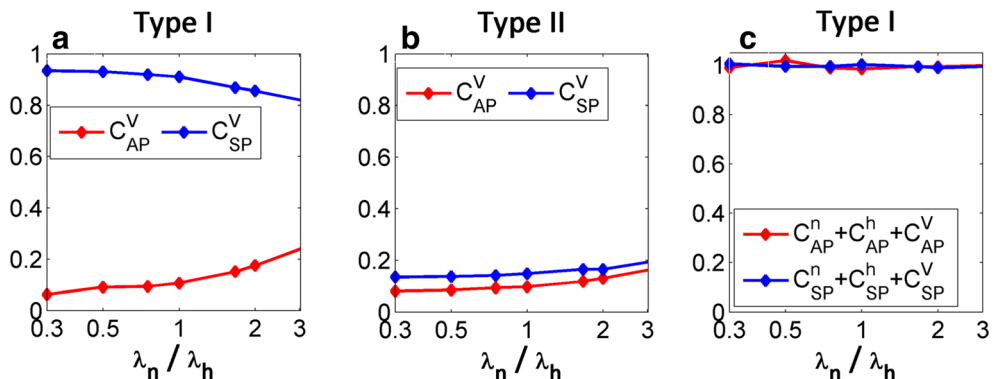 Type I
a
1
0.8
0.6
0.4
0.2
0
C^V_AP C^V_SP
0.3 0.5 1 2 3
λn / λh
Type II
b
1
0.8
0.6
0.4
0.2
0
C^V_AP C^V_SP
0.3 0.5 1 2 3
λn / λh
Type I
c
1
0.8
0.6
0.4
0.2
0
C^n_AP+C^h_AP+C^V_AP
C^n_SP+C^h_SP+C^V_SP
0.3 0.5 1 2 3
λn / λh